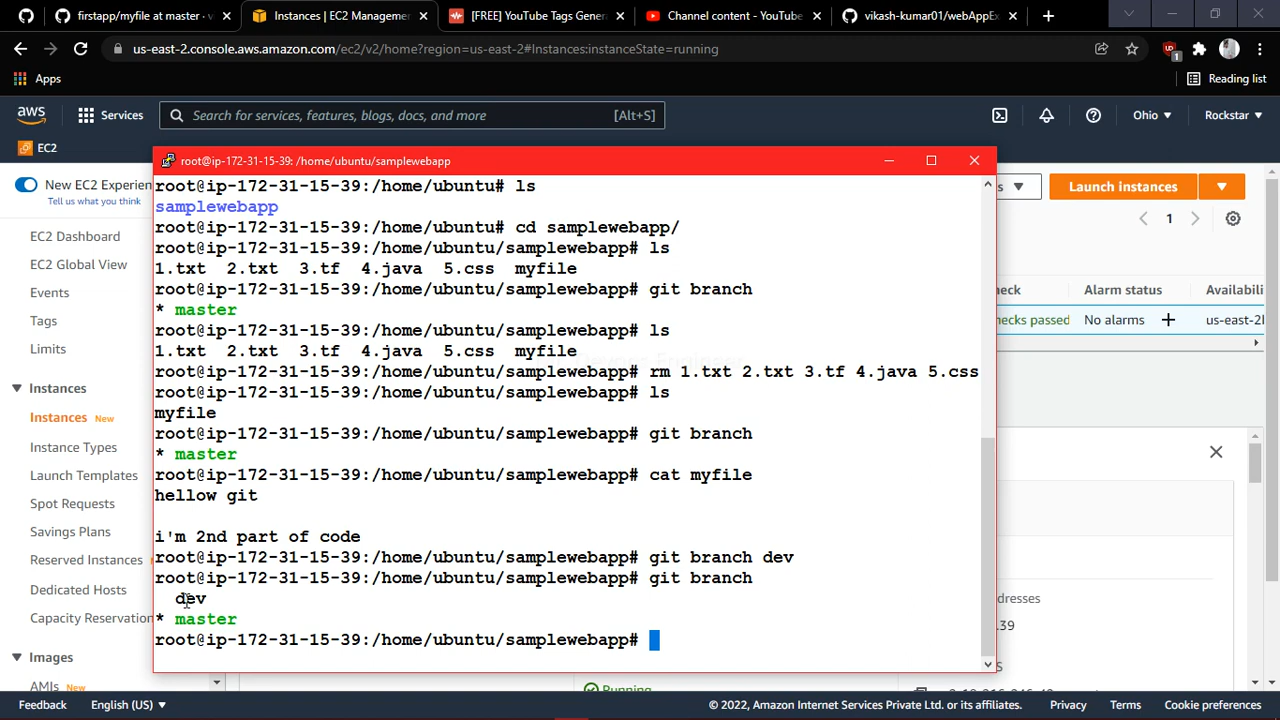 firstapp/myfile at master · v
Instances | EC2 Managemer
[FREE] YouTube Tags Genera
Channel content - YouTube
vikash-kumar01/webAppEx
us-east-2.console.aws.amazon.com/ec2/v2/home?region=us-east-2#Instances:instanceState=running
Apps
Reading list
aws
Services
Search for services, features, blogs, docs, and more
[Alt+S]
Ohio
Rockstar
EC2
New EC2 Experien
Tell us what you think
EC2 Dashboard
EC2 Global View
Events
Tags
Limits
Instances
Instances New
Instance Types
Launch Templates
Spot Requests
Savings Plans
Reserved Instances
Dedicated Hosts
Capacity Reservation
Images
AMIs New
root@ip-172-31-15-39: /home/ubuntu/samplewebapp
root@ip-172-31-15-39:/home/ubuntu# ls
samplewebapp
root@ip-172-31-15-39:/home/ubuntu# cd samplewebapp/
root@ip-172-31-15-39:/home/ubuntu/samplewebapp# ls
1.txt 2.txt 3.tf 4.java 5.css myfile
root@ip-172-31-15-39:/home/ubuntu/samplewebapp# git branch
* master
root@ip-172-31-15-39:/home/ubuntu/samplewebapp# ls
1.txt 2.txt 3.tf 4.java 5.css myfile
root@ip-172-31-15-39:/home/ubuntu/samplewebapp# rm 1.txt 2.txt 3.tf 4.java 5.css
root@ip-172-31-15-39:/home/ubuntu/samplewebapp# ls
myfile
root@ip-172-31-15-39:/home/ubuntu/samplewebapp# git branch
* master
root@ip-172-31-15-39:/home/ubuntu/samplewebapp# cat myfile
hellow git
i'm 2nd part of code
root@ip-172-31-15-39:/home/ubuntu/samplewebapp# git branch dev
root@ip-172-31-15-39:/home/ubuntu/samplewebapp# git branch
dev
* master
root@ip-172-31-15-39:/home/ubuntu/samplewebapp#
s
Launch instances
1
heck
Alarm status
Availabili
hecks passed
No alarms
us-east-2
dresses
.39
S
Running
Feedback
English (US)
© 2022, Amazon Internet Services Private Ltd. or its affiliates.
Privacy
Terms
Cookie preferences